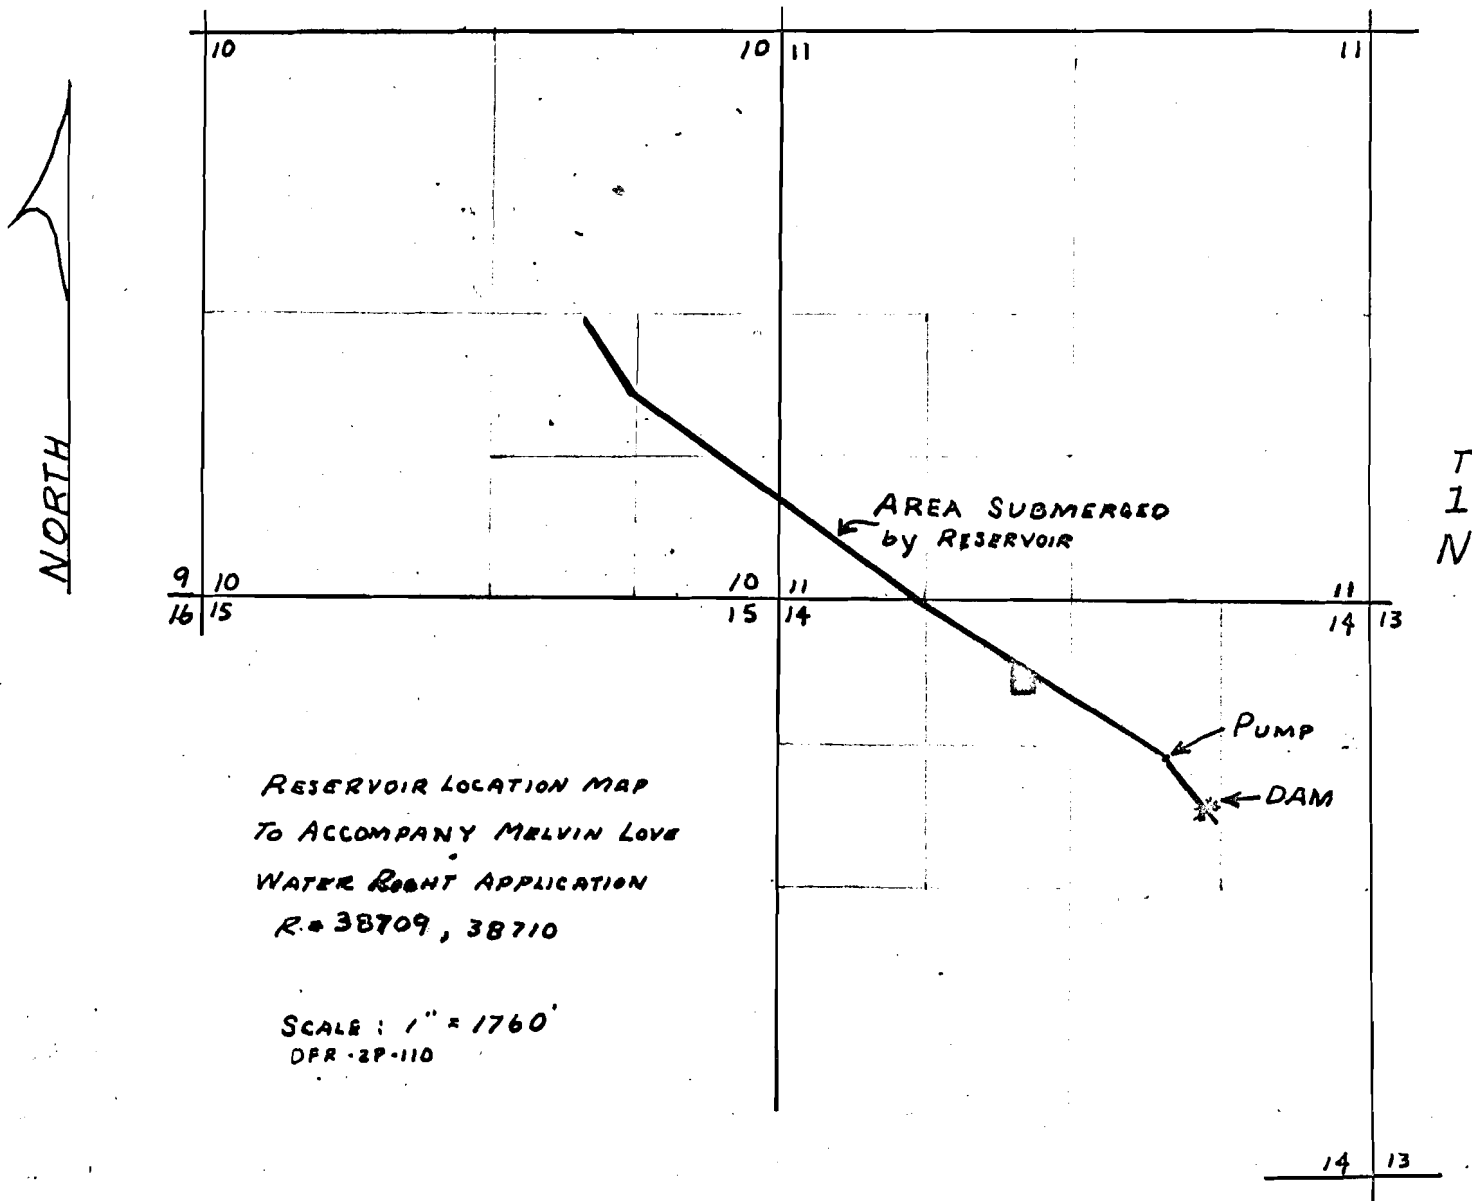 10 10 11 11
NORTH
T
1
N
AREA SUBMERGED
by RESERVOIR
9 10 10 11 11
16 15 15 14 14 13
PUMP
DAM
RESERVOIR LOCATION MAP
TO ACCOMPANY MELVIN LOVE
WATER APPLICATION
R.# 38709, 38710
SCALE: 1" = 1760'
DFR-2P-110
14 13